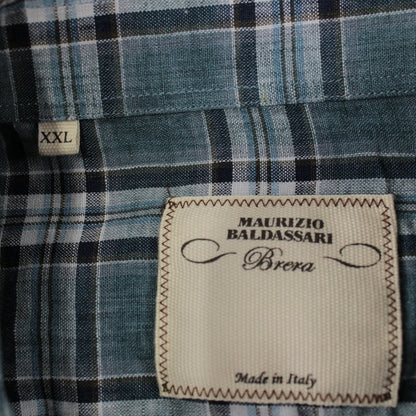 XXL
MAURIZIO
BALDASSARI
Brera
Made in Italy